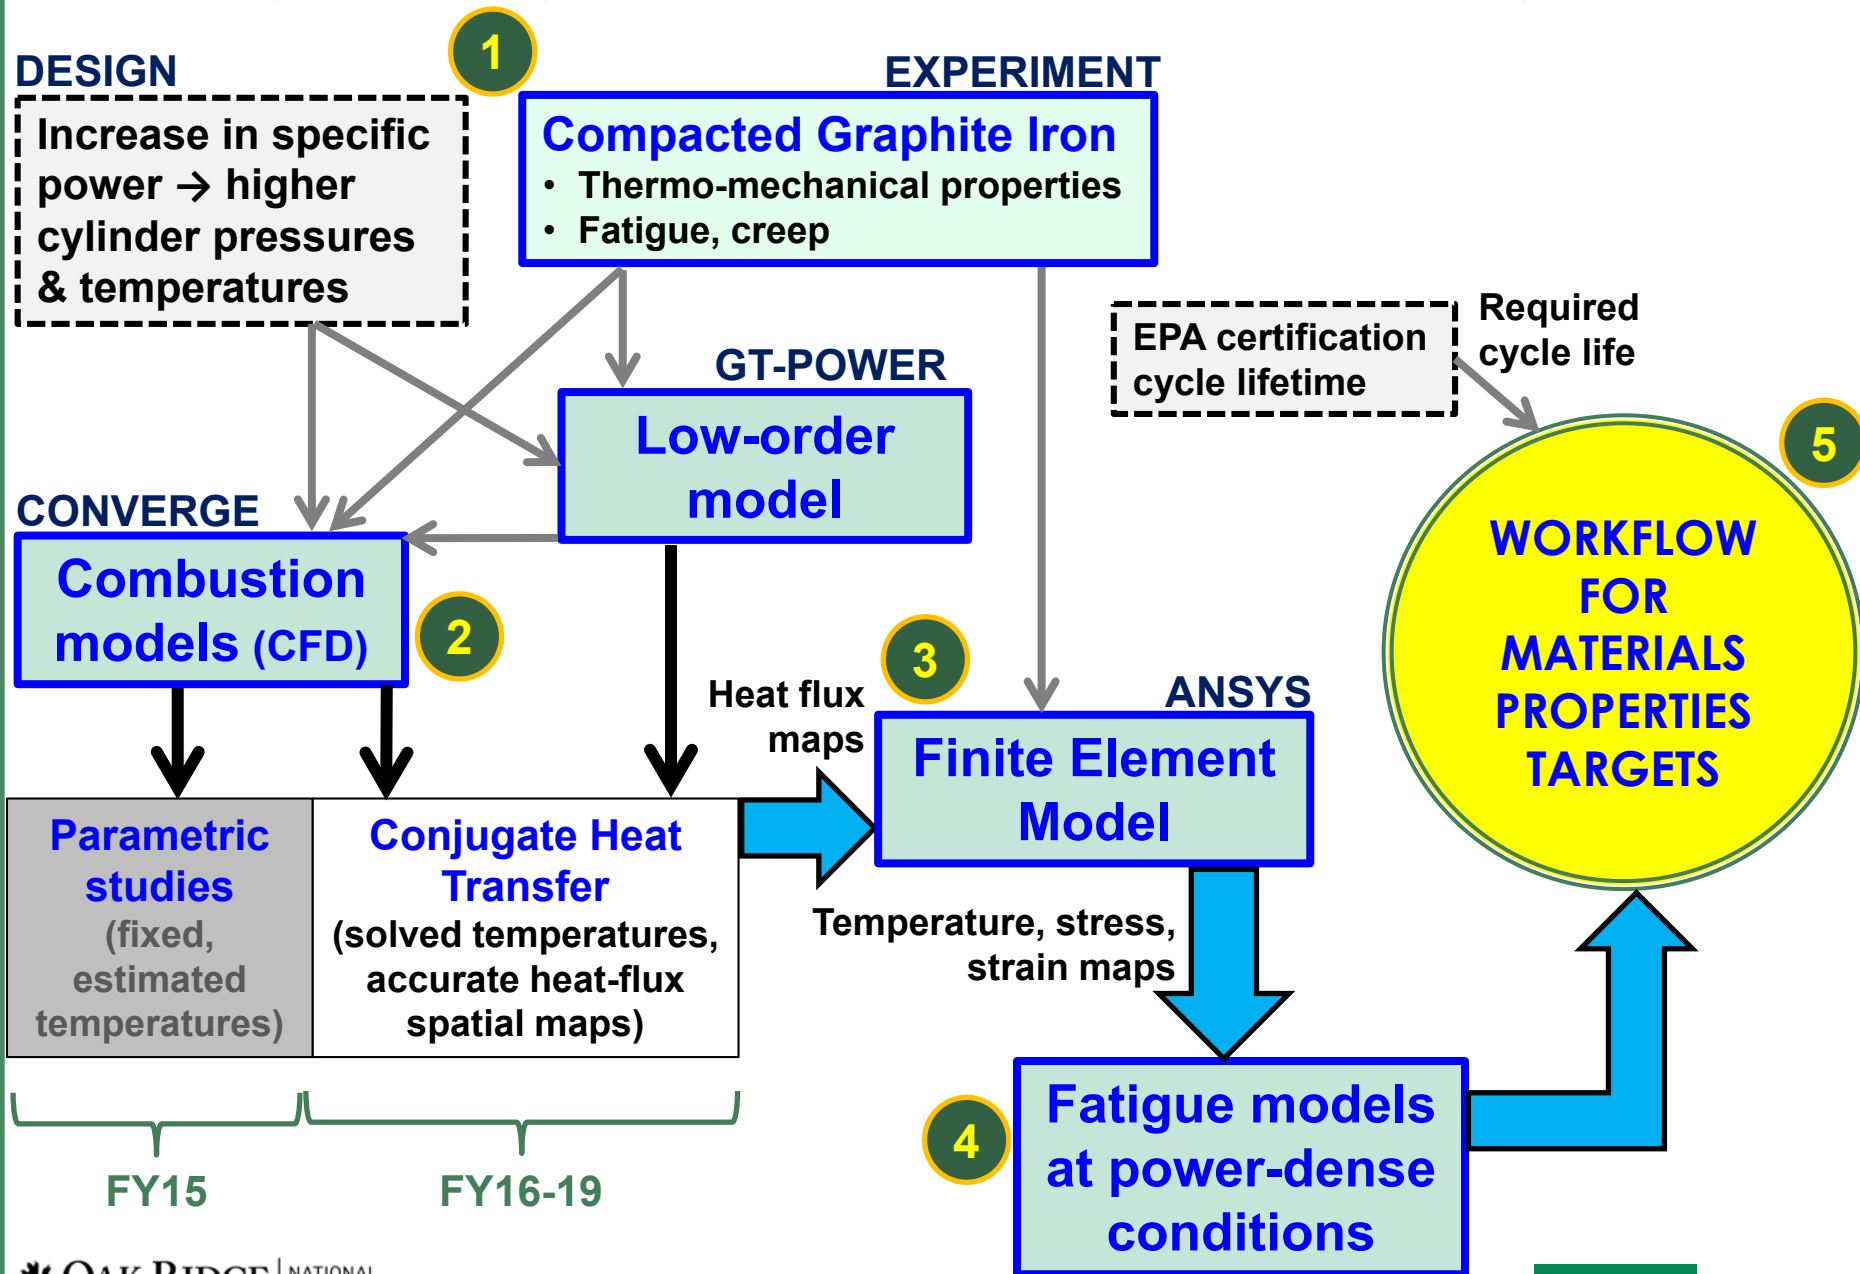 1
DESIGN
EXPERIMENT
Increase in specific
power → higher
cylinder pressures
& temperatures
Compacted Graphite Iron
• Thermo-mechanical properties
• Fatigue, creep
EPA certification
cycle lifetime
Required
cycle life
GT-POWER
Low-order
model
5
CONVERGE
Combustion
models (CFD)
2
WORKFLOW
FOR
MATERIALS
PROPERTIES
TARGETS
3
Heat flux
maps
ANSYS
Finite Element
Model
Parametric
studies
(fixed,
estimated
temperatures)
Conjugate Heat
Transfer
(solved temperatures,
accurate heat-flux
spatial maps)
Temperature, stress,
strain maps
4
Fatigue models
at power-dense
conditions
FY15
FY16-19
OAK RIDGE
NATIONAL